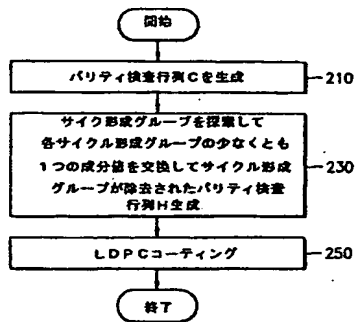 開始
パリティ検査行列Cを生成
210
サイク形成グループを探索して
各サイクル形成グループの少なくとも
1つの成分値を交換してサイクル形成
グループが除去されたパリティ検査
行列H生成
230
LDPCコーティング
250
終了